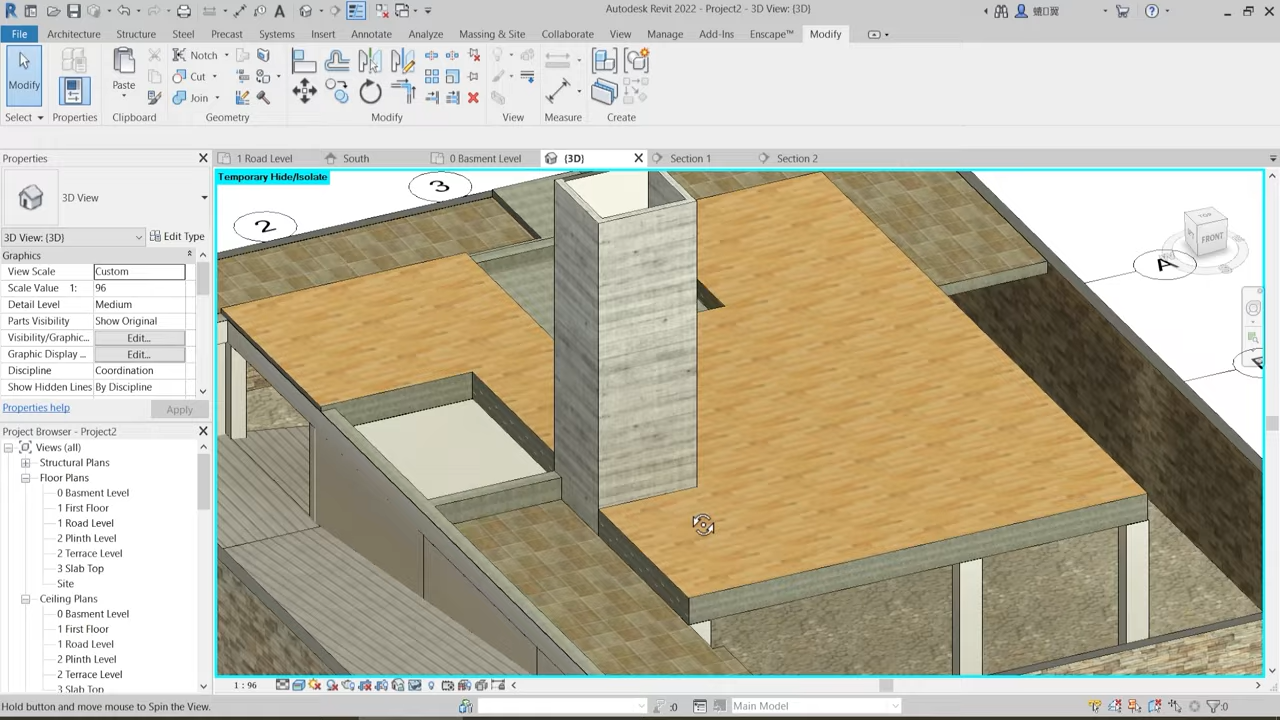 Autodesk Revit 2022 - Project2 - 3D View: {3D}
File Architecture Structure Steel Precast Systems Insert Annotate Analyze Massing & Site Collaborate View Manage Add-Ins Enscape™ Modify
Modify Paste Notch
Cut
Join
Select Properties Clipboard Geometry Modify View Measure Create
Properties
1 Road Level South 0 Basment Level {3D} Section 1 Section 2
Temporary Hide/Isolate
3D View
3D View: {3D} Edit Type
Graphics
View Scale Custom
Scale Value 1: 96
Detail Level Medium
Parts Visibility Show Original
Visibility/Graphic... Edit...
Graphic Display ... Edit...
Discipline Coordination
Show Hidden Lines By Discipline
Properties help Apply
2
3
A
TOP
FRONT
Project Browser - Project2
Views (all)
Structural Plans
Floor Plans
0 Basment Level
1 First Floor
1 Road Level
2 Plinth Level
2 Terrace Level
3 Slab Top
Site
Ceiling Plans
0 Basment Level
1 First Floor
1 Road Level
2 Plinth Level
2 Terrace Level
3 Slab Top
1 : 96
Hold button and move mouse to Spin the View.
:0
Main Model
:0